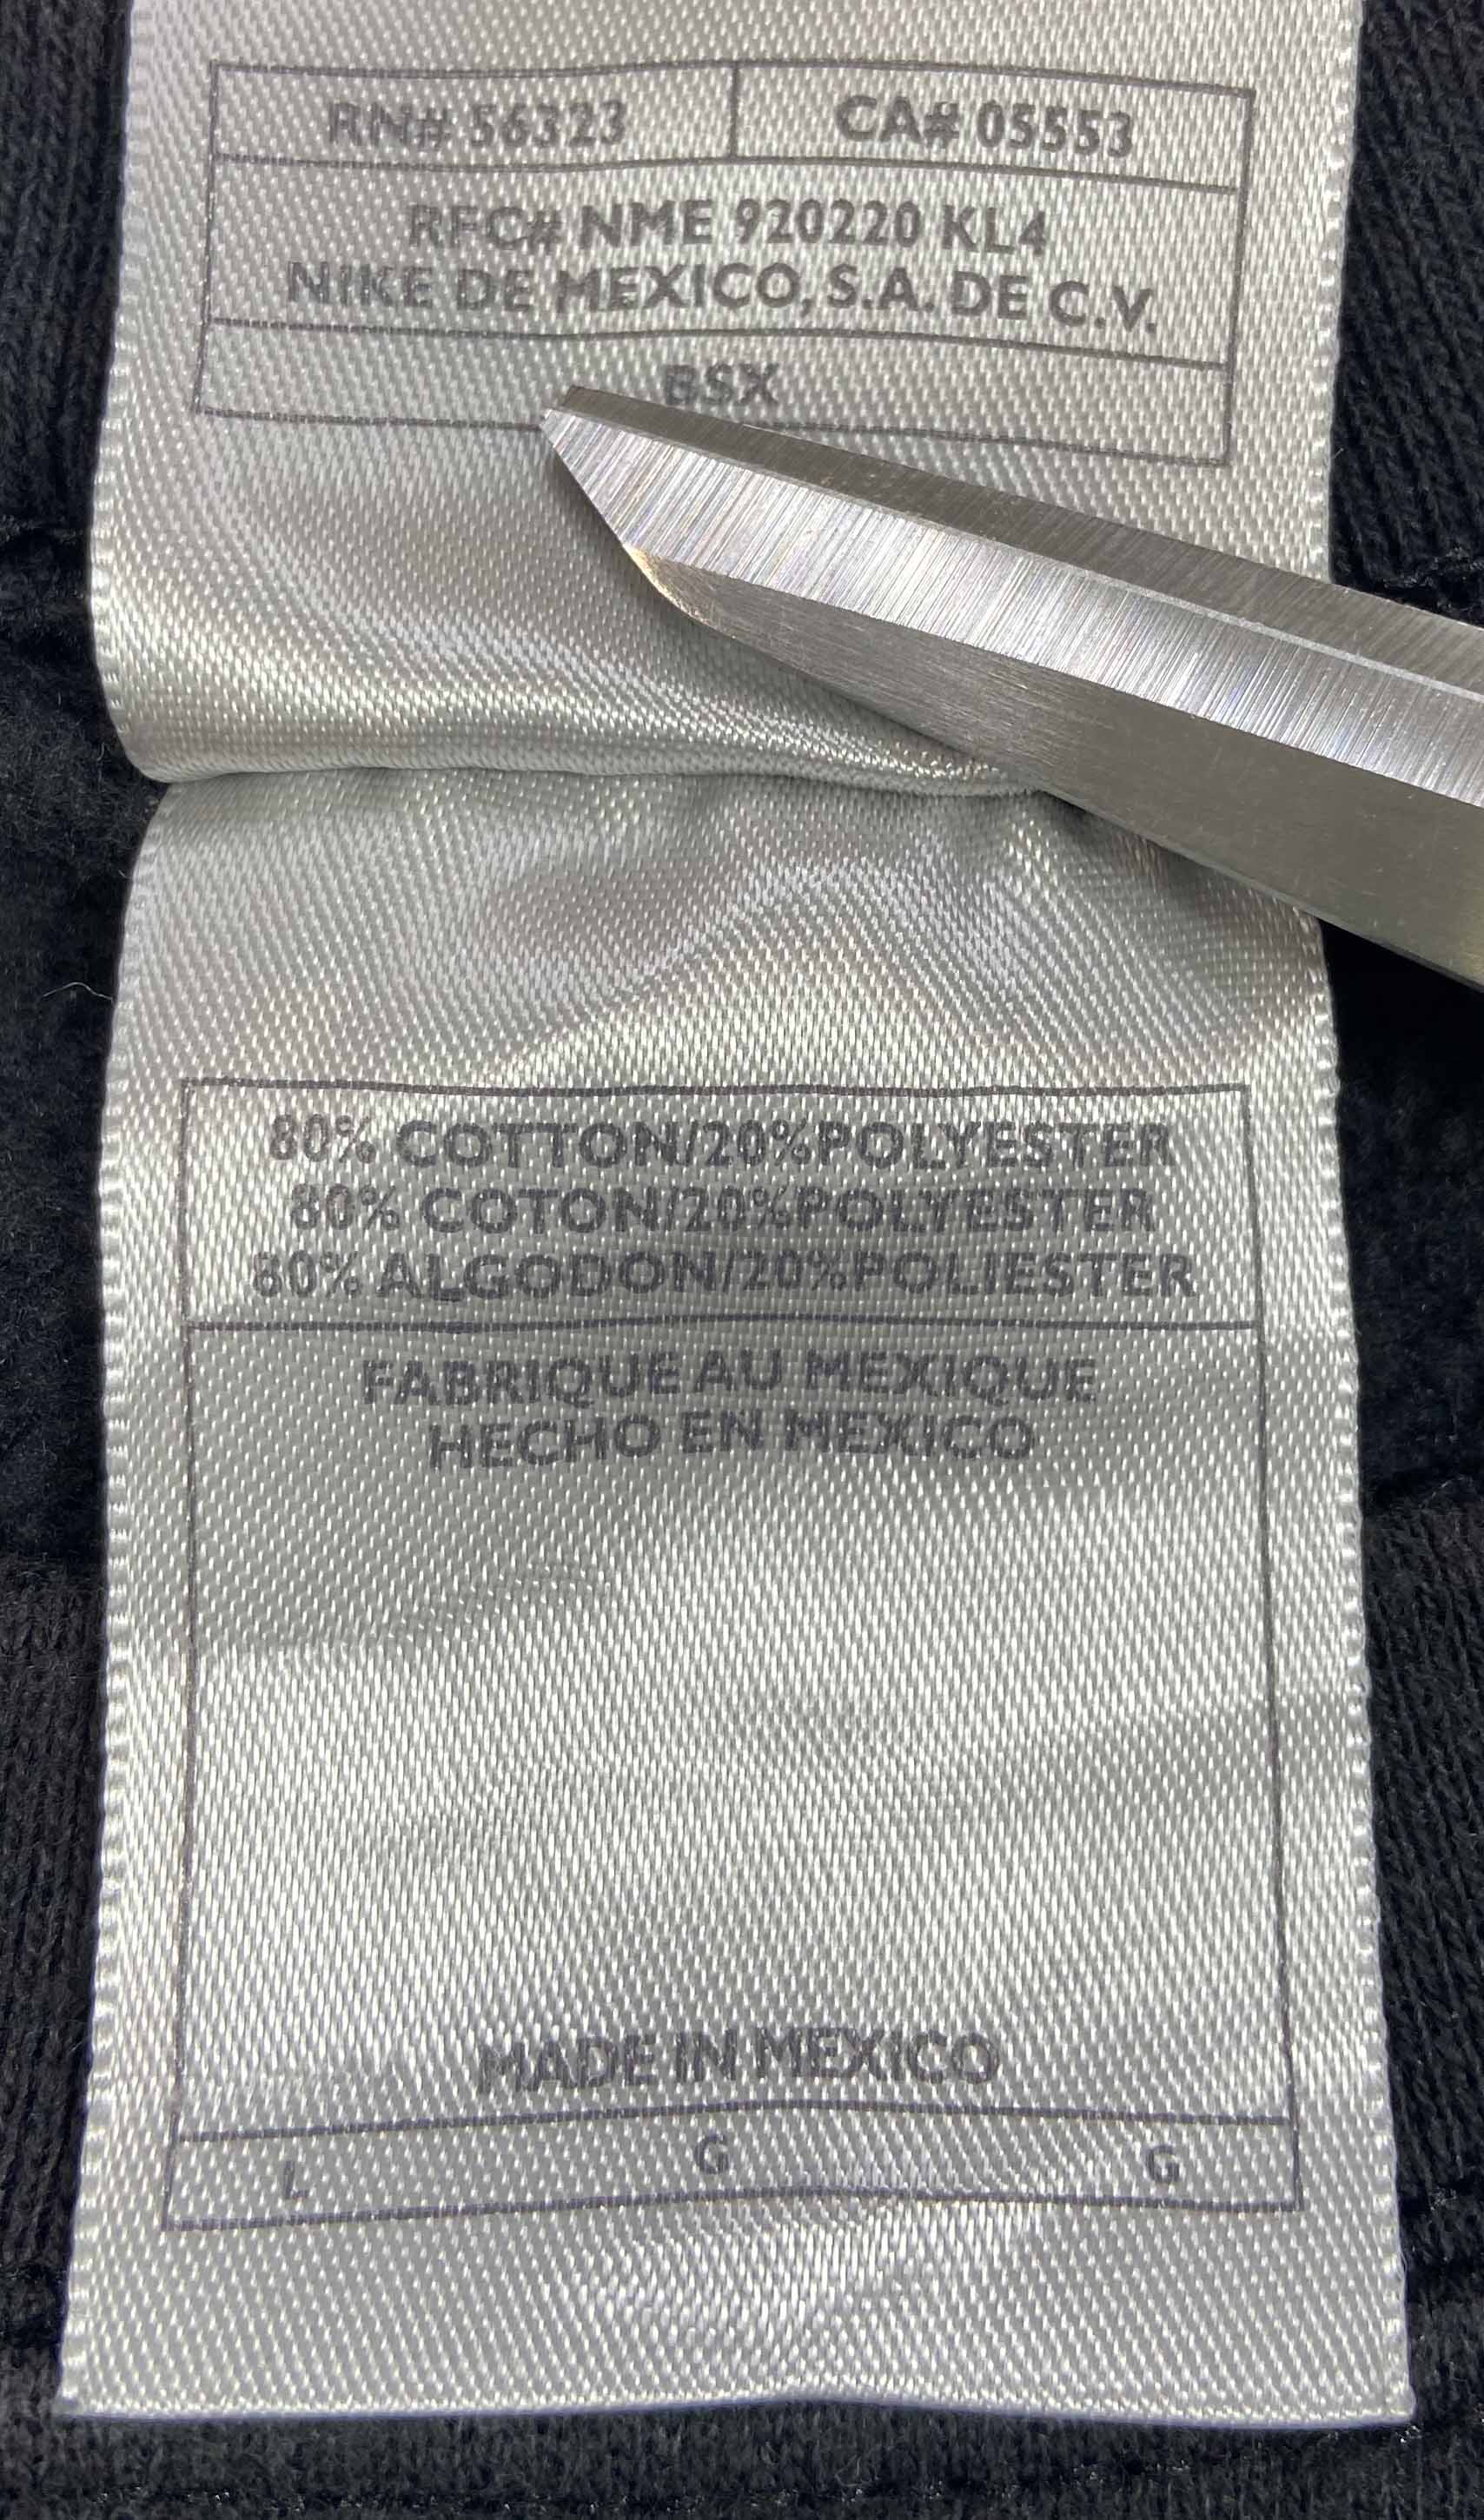 RN# 56323 CA# 05553
RFC# NME 920220 KL4
NIKE DE MEXICO, S.A. DE C.V.
BSX
80% COTTON/20%POLYESTER
80% COTON/20%POLYESTER
80% ALGODON/20%POLIESTER
FABRIQUE AU MEXIQUE
HECHO EN MEXICO
MADE IN MEXICO
L G G